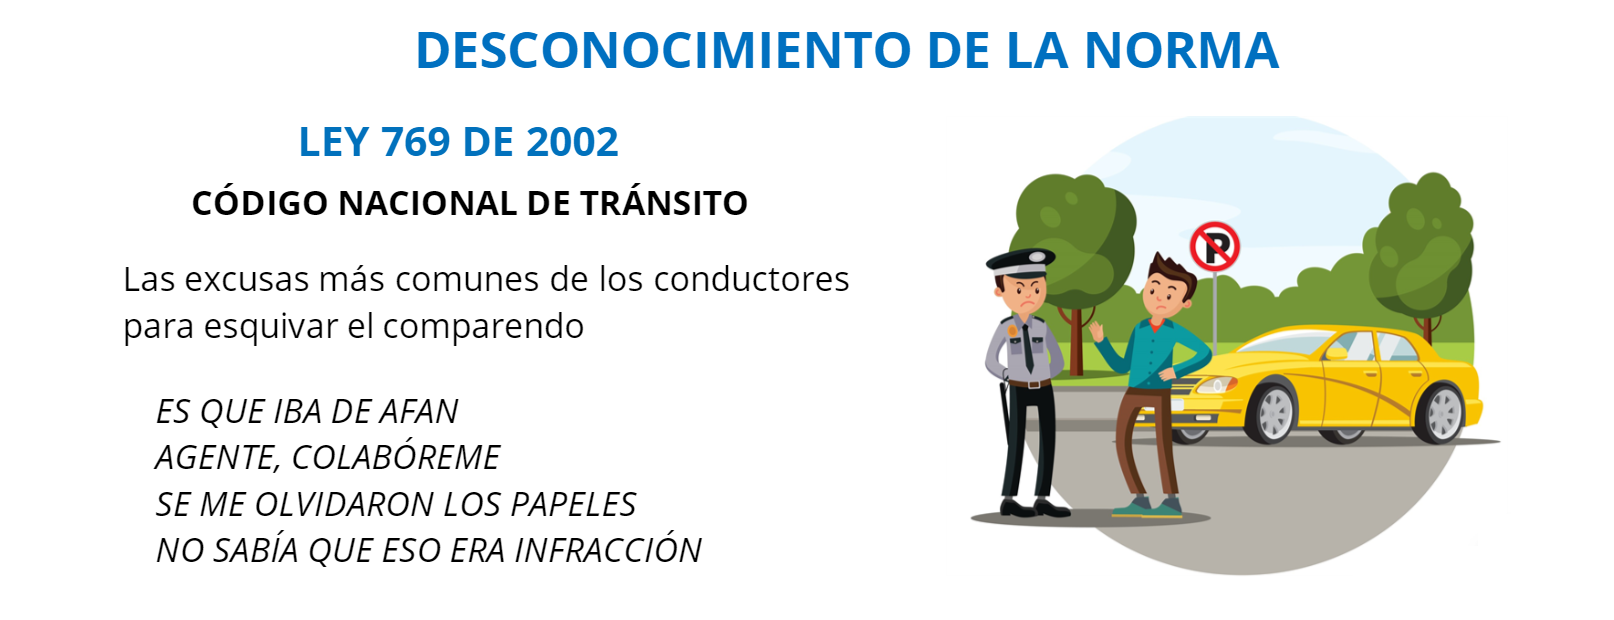 DESCONOCIMIENTO DE LA NORMA
LEY 769 DE 2002
CÓDIGO NACIONAL DE TRÁNSITO
Las excusas más comunes de los conductores
para esquivar el comparendo
ES QUE IBA DE AFAN
AGENTE, COLABÓREME
SE ME OLVIDARON LOS PAPELES
NO SABÍA QUE ESO ERA INFRACCIÓN
P